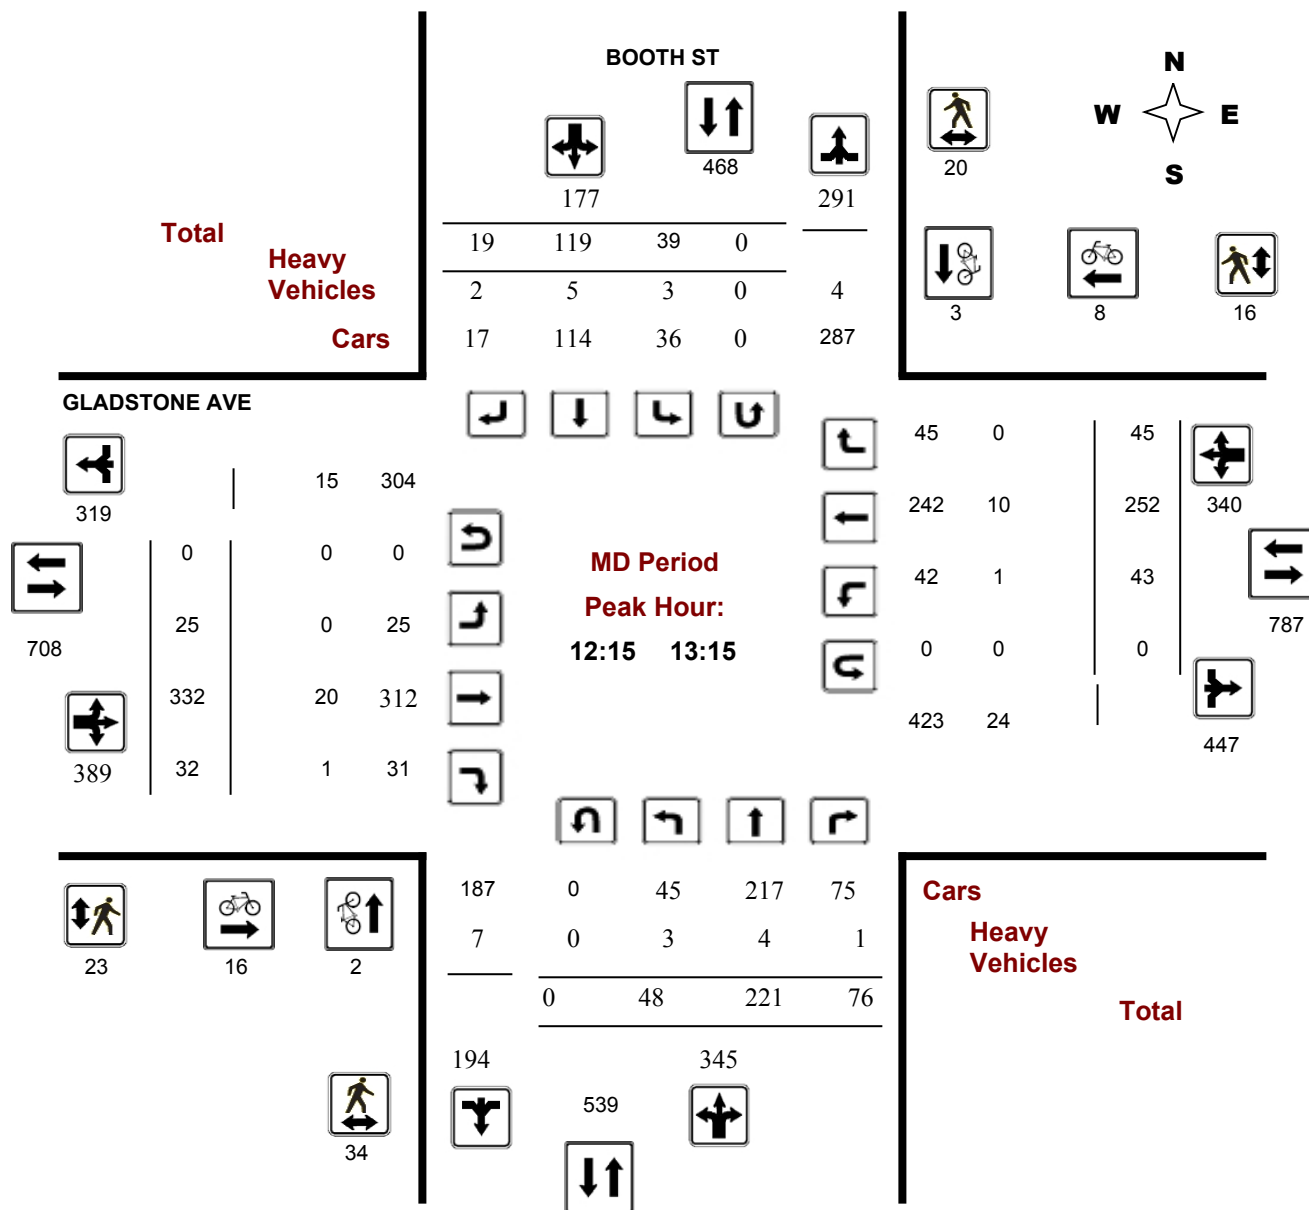 BOOTH ST
N
W E
S
468
20
177
291
Total
19 119 39 0
Heavy
Vehicles
2 5 3 0 4
3 8 16
Cars
17 114 36 0 287
GLADSTONE AVE
45 0 45
15 304
319
242 10 252 340
0 0 0
MD Period
42 1 43
Peak Hour:
25 0 25
787
708
12:15 13:15
0 0 0
332 20 312
423 24
447
389
32 1 31
187 0 45 217 75
Cars
7 0 3 4 1
Heavy
Vehicles
23 16 2
0 48 221 76
Total
194 345
539
34